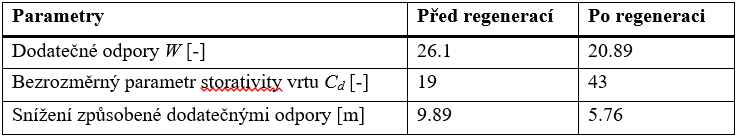 Parametry Před regenerací Po regeneraci
Dodatečné odpory W [-] 26.1 20.89
Bezrozměrný parametr storativity vrtu Cd [-] 19 43
Snížení způsobené dodatečnými odpory [m] 9.89 5.76